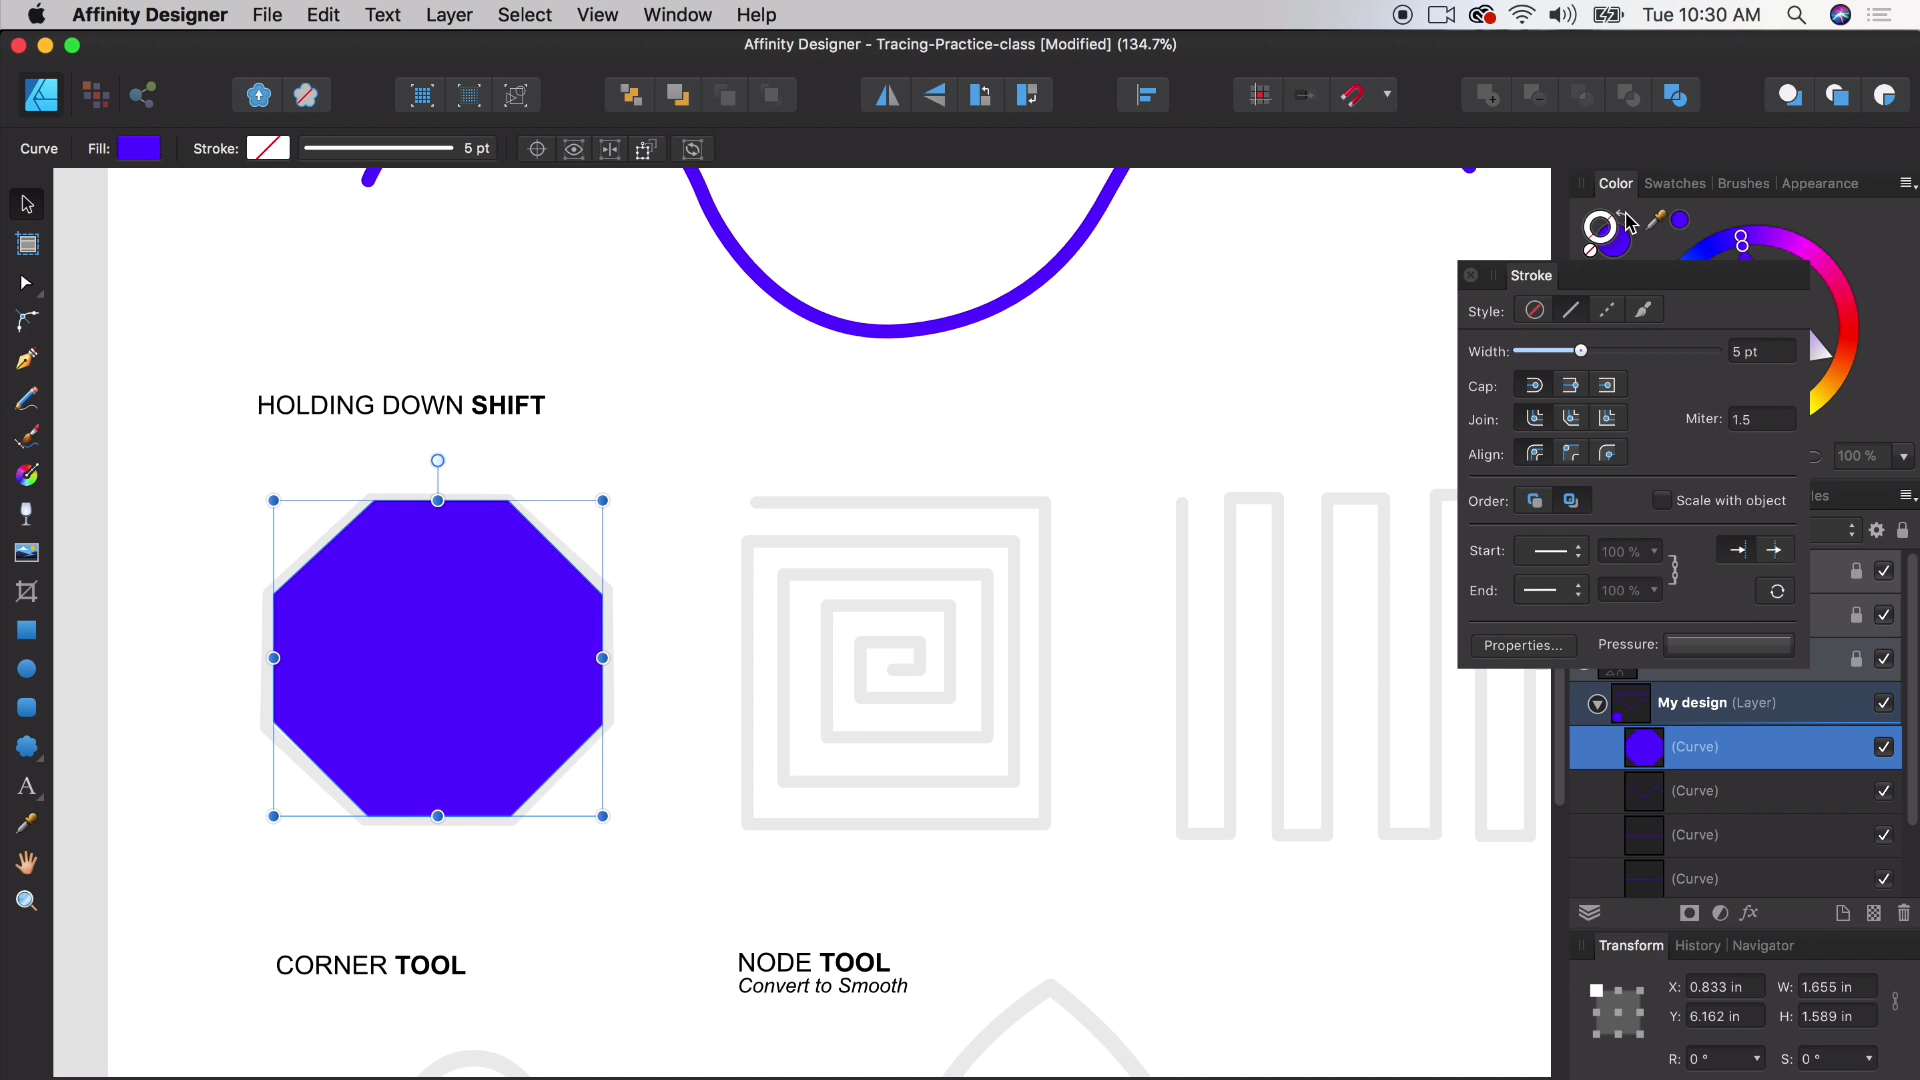 Affinity Designer File Edit Text Layer Select View Window Help Tue 10:30 AM
Affinity Designer - Tracing-Practice-class [Modified] (134.7%)
Curve Fill: Stroke: 5 pt
Color Swatches Brushes Appearance
Stroke
Style:
Width: 5 pt
Cap:
Join: Miter: 1.5
Align: 100 %
Order: Scale with object
Start: 100 %
End: 100 %
Properties... Pressure:
HOLDING DOWN SHIFT
My design (Layer)
(Curve)
(Curve)
(Curve)
(Curve)
fx
CORNER TOOL
NODE TOOL
Convert to Smooth
A
Transform History Navigator
X: 0.833 in W: 1.655 in
Y: 6.162 in H: 1.589 in
R: 0 ° S: 0 °